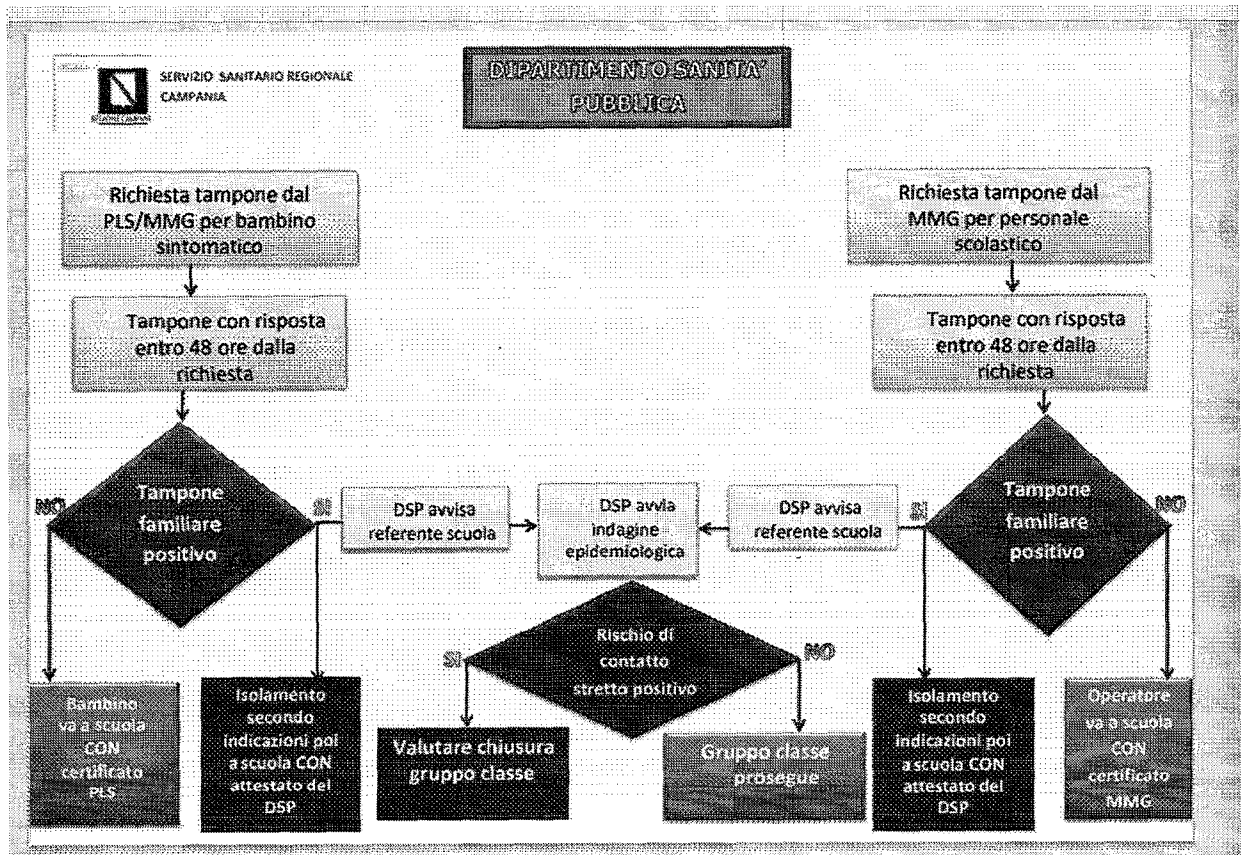 SERVIZIO SANITARIO REGIONALE
CAMPANIA
REGIONE CAMPANIA
DIPARTIMENTO SANITA'
PUBBLICA
Richiesta tampone dal
PLS/MMG per bambino
sintomatico
Richiesta tampone dal
MMG per personale
scolastico
Tampone con risposta
entro 48 ore dalla
richiesta
Tampone con risposta
entro 48 ore dalla
richiesta
NO
Tampone
familiare
positivo
SI
DSP avvisa
referente scuola
DSP avvia
indagine
epidemiologica
DSP avvisa
referente scuola
SI
Tampone
familiare
positivo
NO
SI
Rischio di
contatto
stretto positivo
NO
Bambino
va a scuola
CON
certificato
PLS
Isolamento
secondo
indicazioni poi
a scuola CON
attestato del
DSP
Valutare chiusura
gruppo classe
Gruppo classe
prosegue
Isolamento
secondo
indicazioni poi
a scuola CON
attestato del
DSP
Operatore
va a scuola
CON
certificato
MMG